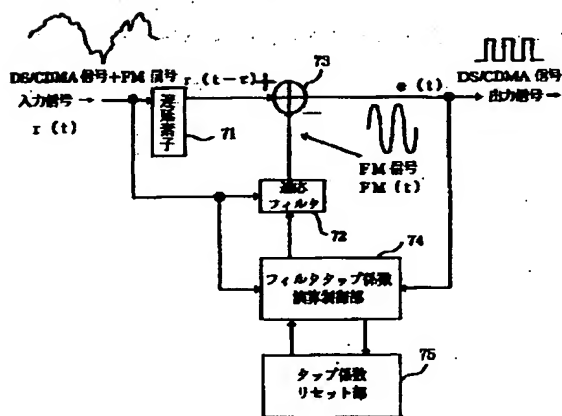 73
DS/CDMA 信号+FM 信号
r (t-τ)
+
e (t)
DS/CDMA 信号
入力信号 →
→ 出力信号 →
r (t)
遅延素子
71
−
FM 信号
FM (t)
適応
フィルタ
72
74
フィルタタップ係数
演算制御部
75
タップ係数
リセット部